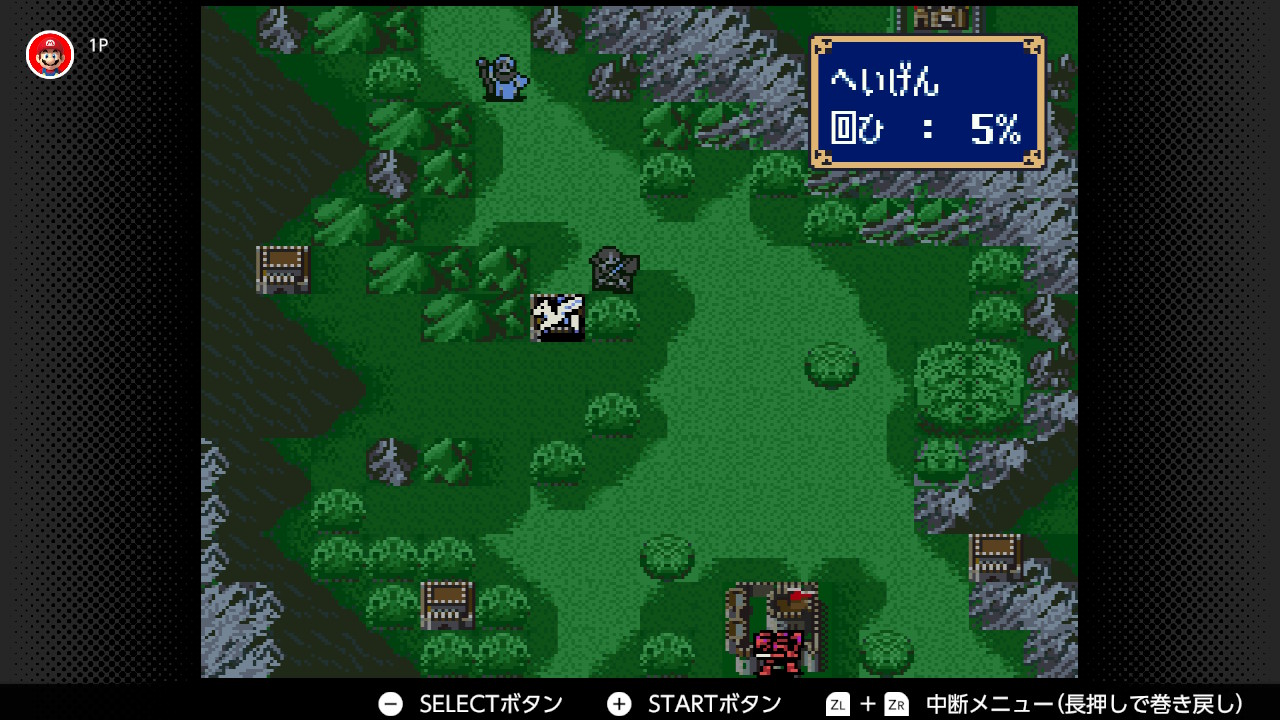 1P
へいげん
回ひ : 5%
SELECTボタン
STARTボタン
ZL + ZR 中断メニュー(長押しで巻き戻し)